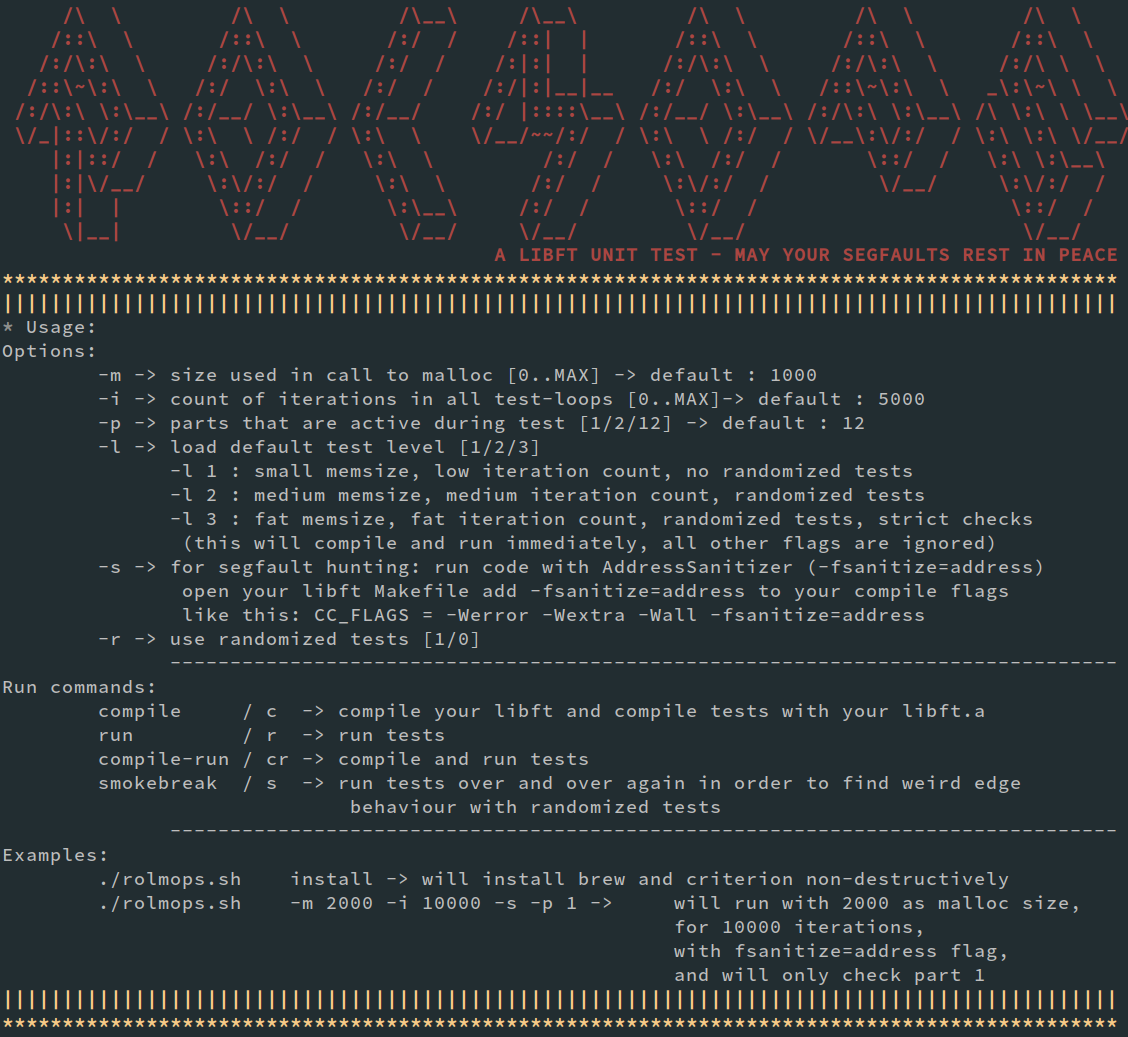 A LIBFT UNIT TEST - MAY YOUR SEGFAULTS REST IN PEACE
* Usage:
Options:
-m -> size used in call to malloc [0..MAX] -> default : 1000
-i -> count of iterations in all test-loops [0..MAX]-> default : 5000
-p -> parts that are active during test [1/2/12] -> default : 12
-l -> load default test level [1/2/3]
-l 1 : small memsize, low iteration count, no randomized tests
-l 2 : medium memsize, medium iteration count, randomized tests
-l 3 : fat memsize, fat iteration count, randomized tests, strict checks
(this will compile and run immediately, all other flags are ignored)
-s -> for segfault hunting: run code with AddressSanitizer (-fsanitize=address)
open your libft Makefile add -fsanitize=address to your compile flags
like this: CC_FLAGS = -Werror -Wextra -Wall -fsanitize=address
-r -> use randomized tests [1/0]
Run commands:
compile / c -> compile your libft and compile tests with your libft.a
run / r -> run tests
compile-run / cr -> compile and run tests
smokebreak / s -> run tests over and over again in order to find weird edge
behaviour with randomized tests
Examples:
./rolmops.sh install -> will install brew and criterion non-destructively
./rolmops.sh -m 2000 -i 10000 -s -p 1 -> will run with 2000 as malloc size,
for 10000 iterations,
with fsanitize=address flag,
and will only check part 1